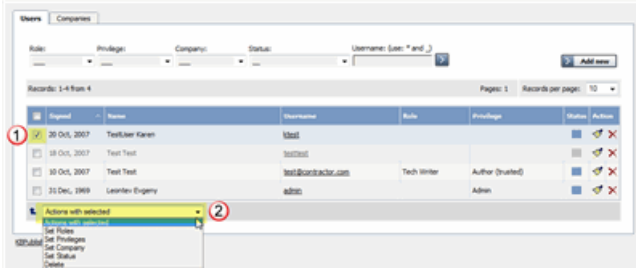 Users Companies
Role: Privilege: Company: Status: Username: (use: * and _)
Add new
Records: 1-4 from 4 Pages: 1 Records per page: 10
Signed Name Username Role Privilege Status Action
1 20 Oct, 2007 TestUser Karen ktest
18 Oct, 2007 Test Test testtest
10 Oct, 2007 Test Test test@contractor.com Tech Writer Author (trusted)
31 Dec, 1969 Leontev Evgeny admin Admin
Actions with selected 2
Actions with selected
Set Roles
Set Privileges
Set Company
Set Status
Delete